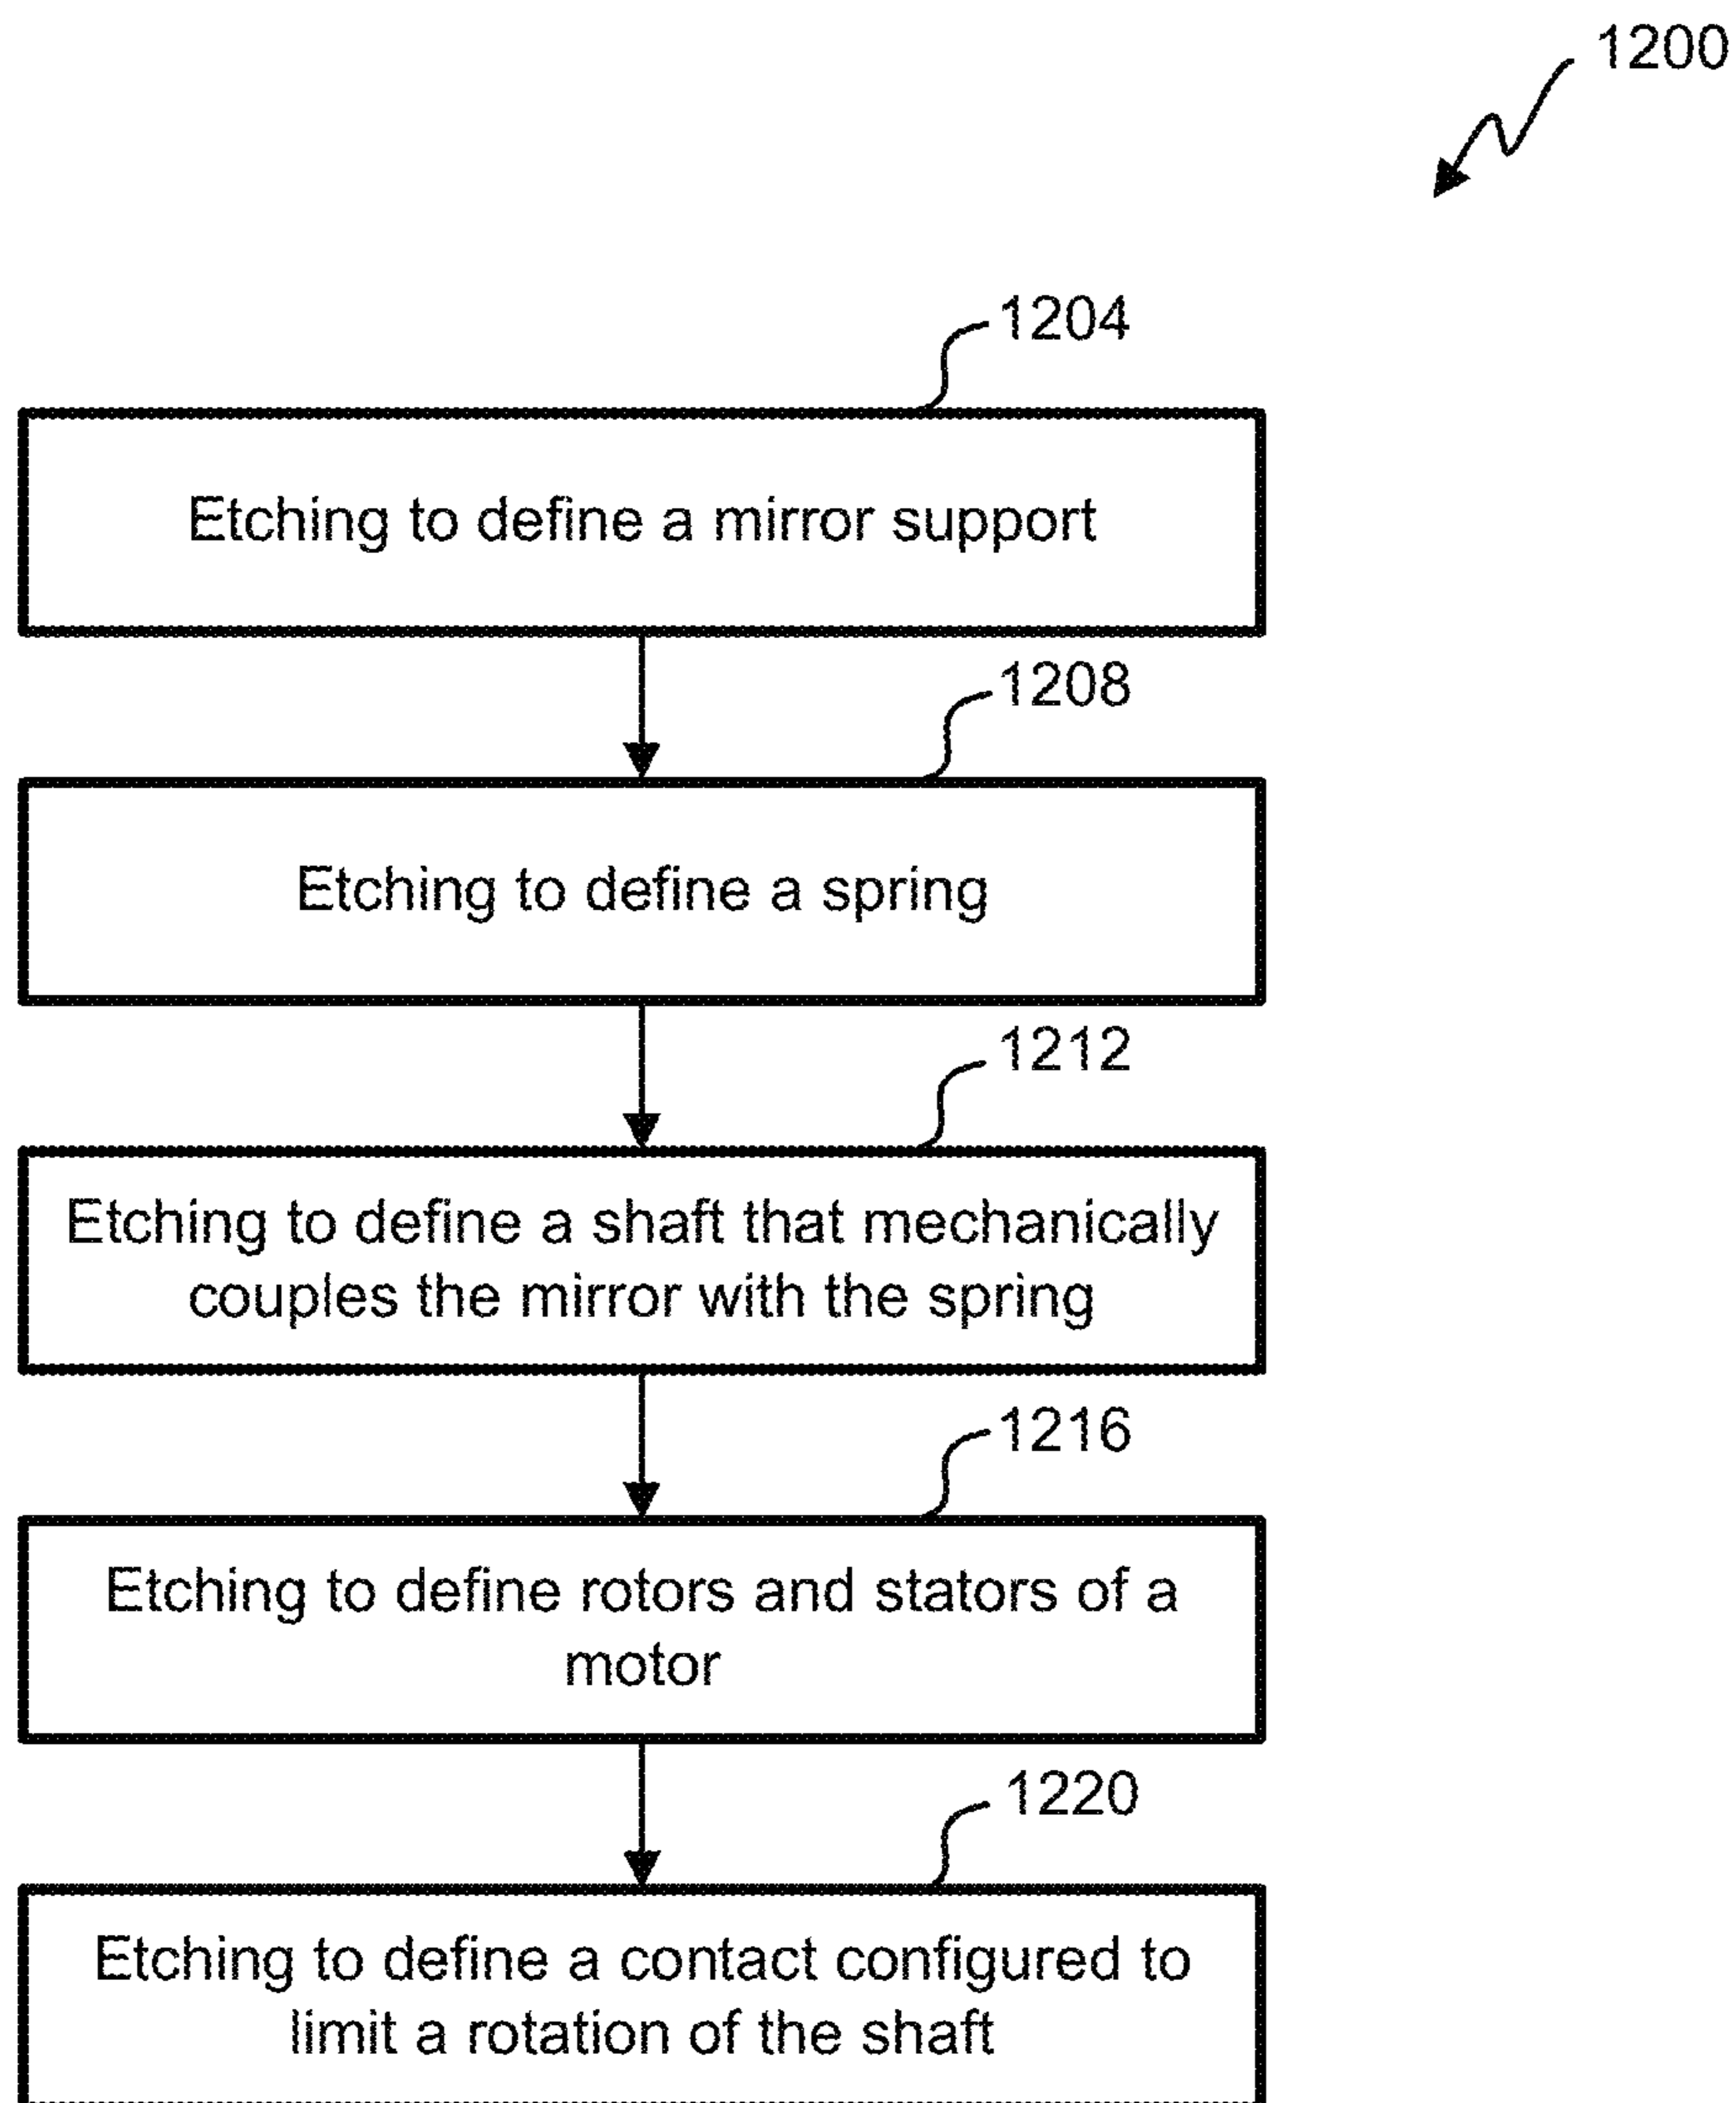 1200
1204
Etching to define a mirror support
1208
Etching to define a spring
1212
Etching to define a shaft that mechanically
couples the mirror with the spring
1216
Etching to define rotors and stators of a
motor
1220
Etching to define a contact configured to
limit a rotation of the shaft